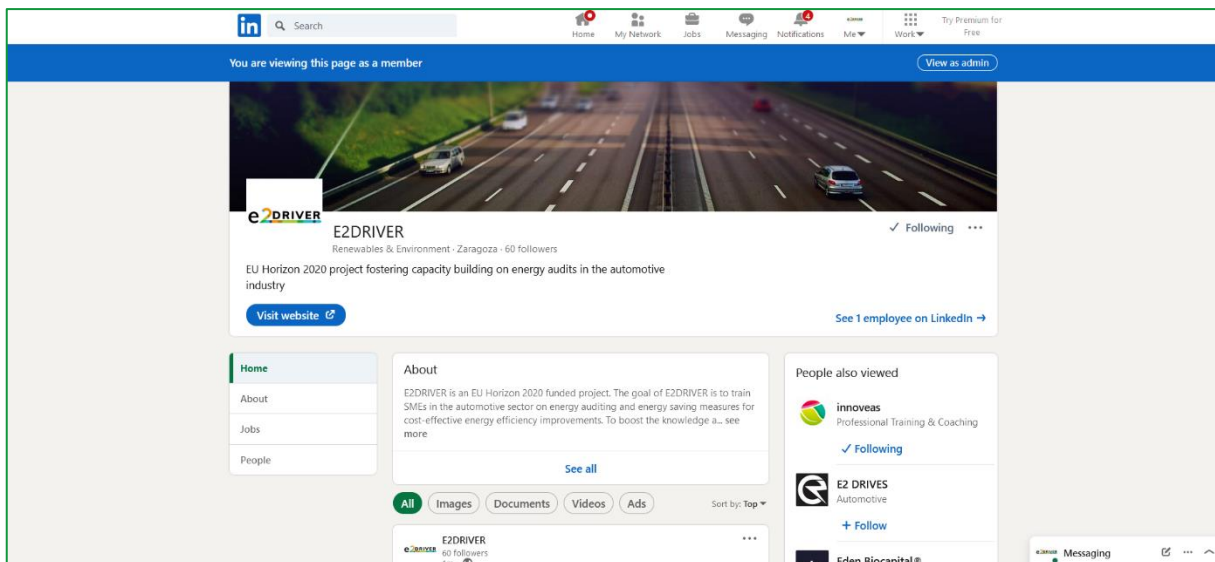 in Search
Home
My Network
Jobs
Messaging
4
Notifications
Me
Work
Try Premium for
Free
You are viewing this page as a member
View as admin
e2DRIVER
E2DRIVER
Following
Renewables & Environment · Zaragoza · 60 followers
EU Horizon 2020 project fostering capacity building on energy audits in the automotive
industry
Visit website
See 1 employee on LinkedIn →
Home
About
Jobs
People
About
E2DRIVER is an EU Horizon 2020 funded project. The goal of E2DRIVER is to train
SMEs in the automotive sector on energy auditing and energy saving measures for
cost-effective energy efficiency improvements. To boost the knowledge a... see
more
See all
All Images Documents Videos Ads Sort by: Top
e2DRIVER
E2DRIVER
60 followers
People also viewed
innoveas
Professional Training & Coaching
Following
E2 DRIVES
Automotive
+ Follow
Eden Biocapital®
Messaging